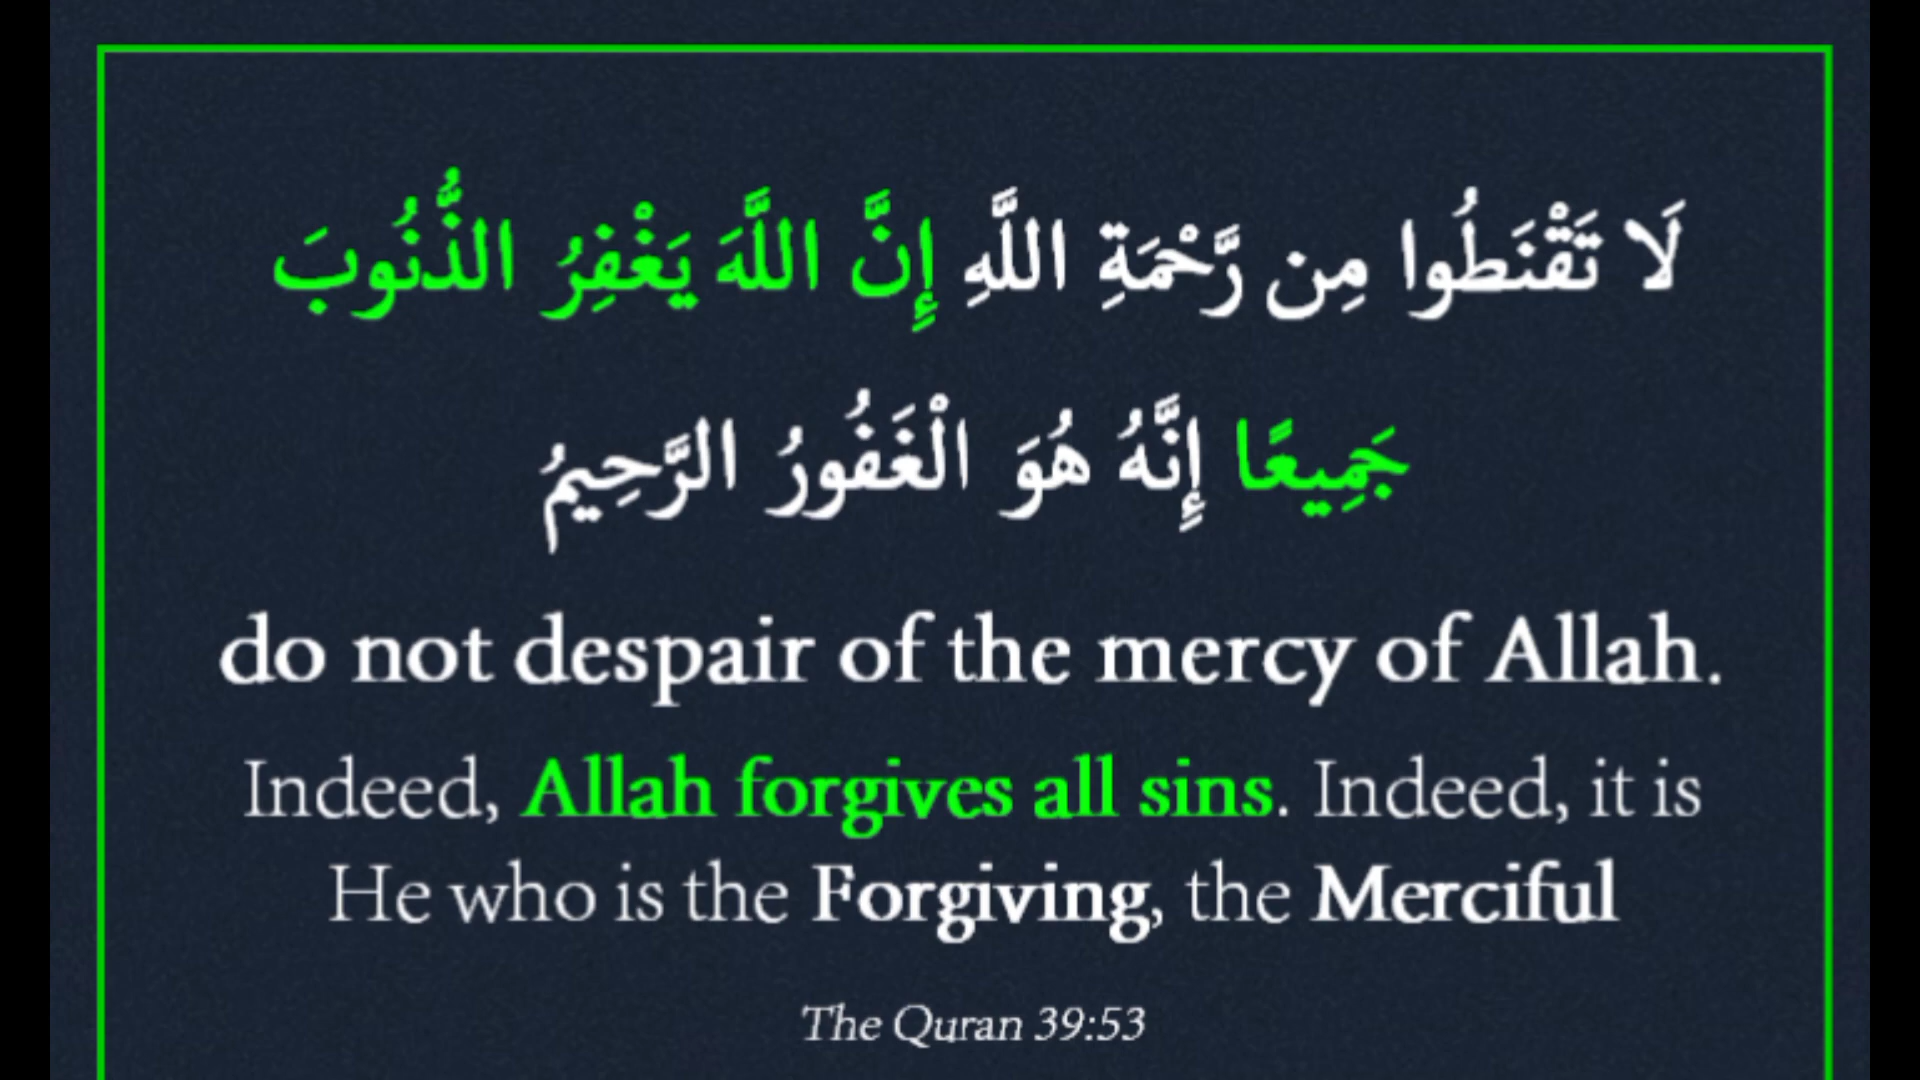 لَا تَقْنَطُوا مِن رَّحْمَةِ اللَّهِ إِنَّ اللَّهَ يَغْفِرُ الذُّنُوبَ
جَمِيعًا إِنَّهُ هُوَ الْغَفُورُ الرَّحِيمُ
do not despair of the mercy of Allah.
Indeed, Allah forgives all sins. Indeed, it is
He who is the Forgiving, the Merciful
The Quran 39:53